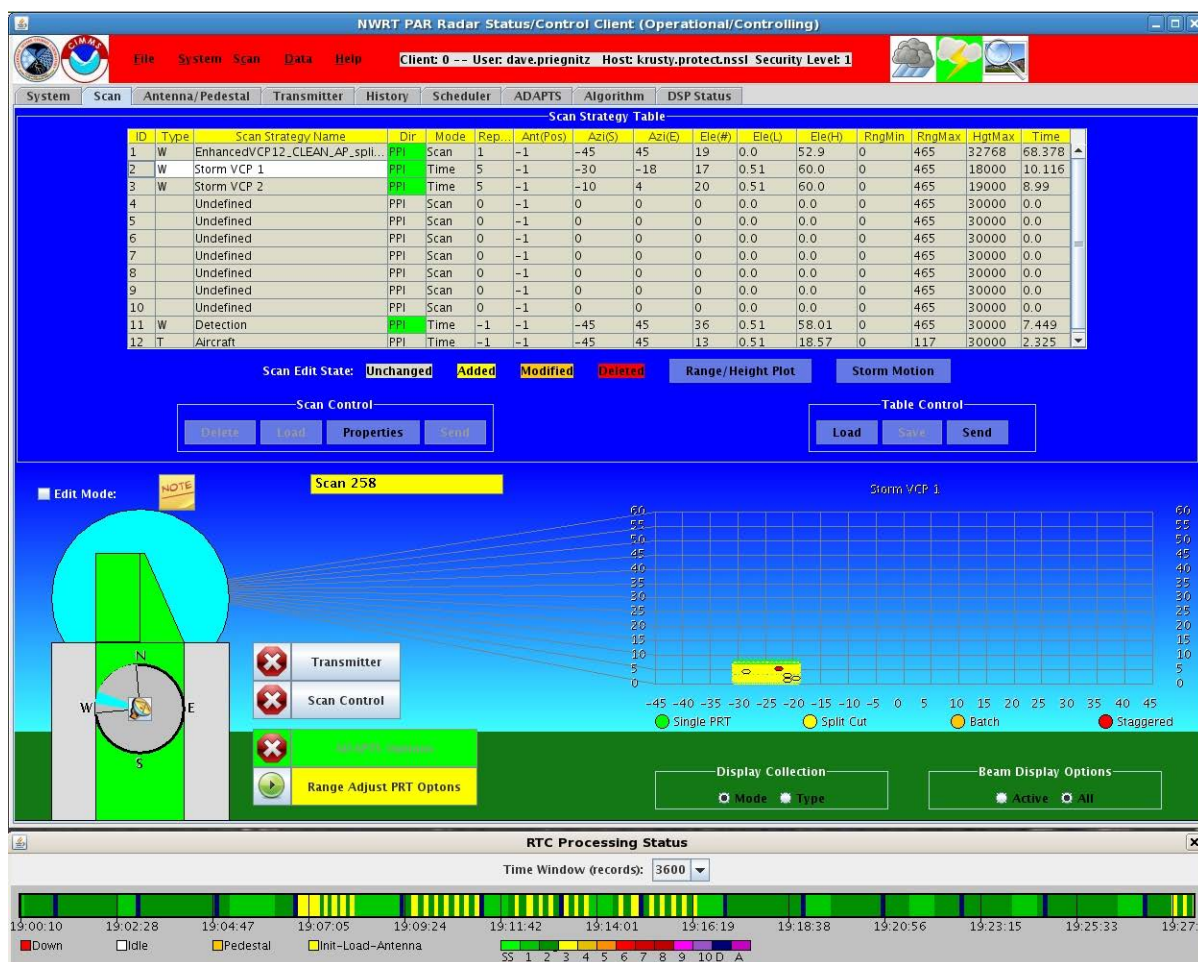 NWRT PAR Radar Status/Control Client (Operational/Controlling)
CIMMS
File System Scan Data Help Client: 0 -- User: dave.priegnitz Host: krusty.protect.nssl Security Level: 1
System Scan Antenna/Pedestal Transmitter History Scheduler ADAPTS Algorithm DSP Status
Scan Strategy Table
ID Type Scan Strategy Name Dir Mode Rep... Ant(Pos) Azi(S) Azi(E) Ele(#) Ele(L) Ele(H) RngMin RngMax HgtMax Time
1 W EnhancedVCP12_CLEAN_AP_spli... PPI Scan 1 -1 -45 45 19 0.0 52.9 0 465 32768 68.378
2 W Storm VCP 1 PPI Time 5 -1 -30 -18 17 0.51 60.0 0 465 18000 10.116
3 W Storm VCP 2 PPI Time 5 -1 -10 4 20 0.51 60.0 0 465 19000 8.99
4 Undefined PPI Scan 0 -1 0 0 0 0.0 0.0 0 465 30000 0.0
5 Undefined PPI Scan 0 -1 0 0 0 0.0 0.0 0 465 30000 0.0
6 Undefined PPI Scan 0 -1 0 0 0 0.0 0.0 0 465 30000 0.0
7 Undefined PPI Scan 0 -1 0 0 0 0.0 0.0 0 465 30000 0.0
8 Undefined PPI Scan 0 -1 0 0 0 0.0 0.0 0 465 30000 0.0
9 Undefined PPI Scan 0 -1 0 0 0 0.0 0.0 0 465 30000 0.0
10 Undefined PPI Scan 0 -1 0 0 0 0.0 0.0 0 465 30000 0.0
11 W Detection PPI Time -1 -1 -45 45 36 0.51 58.01 0 465 30000 7.449
12 T Aircraft PPI Time -1 -1 -45 45 13 0.51 18.57 0 117 30000 2.325
Scan Edit State: Unchanged Added Modified Deleted Range/Height Plot Storm Motion
Scan Control Table Control
Delete Load Properties Send Load Save Send
Edit Mode: NOTE Scan 258 Storm VCP 1
60 60
55 55
50 50
45 45
40 40
35 35
30 30
25 25
20 20
15 15
10 10
5 5
0 0
-45 -40 -35 -30 -25 -20 -15 -10 -5 0 5 10 15 20 25 30 35 40 45
Single PRT Split Cut Batch Staggered
N
W E
S
Transmitter
Scan Control
Range Adjust PRT Optons
Display Collection Beam Display Options
Mode Type Active All
RTC Processing Status
Time Window (records): 3600
19:00:10 19:02:28 19:04:47 19:07:05 19:09:24 19:11:42 19:14:01 19:16:19 19:18:38 19:20:56 19:23:15 19:25:33 19:27:
Down Idle Pedestal Init-Load-Antenna SS 1 2 3 4 5 6 7 8 9 10 D A